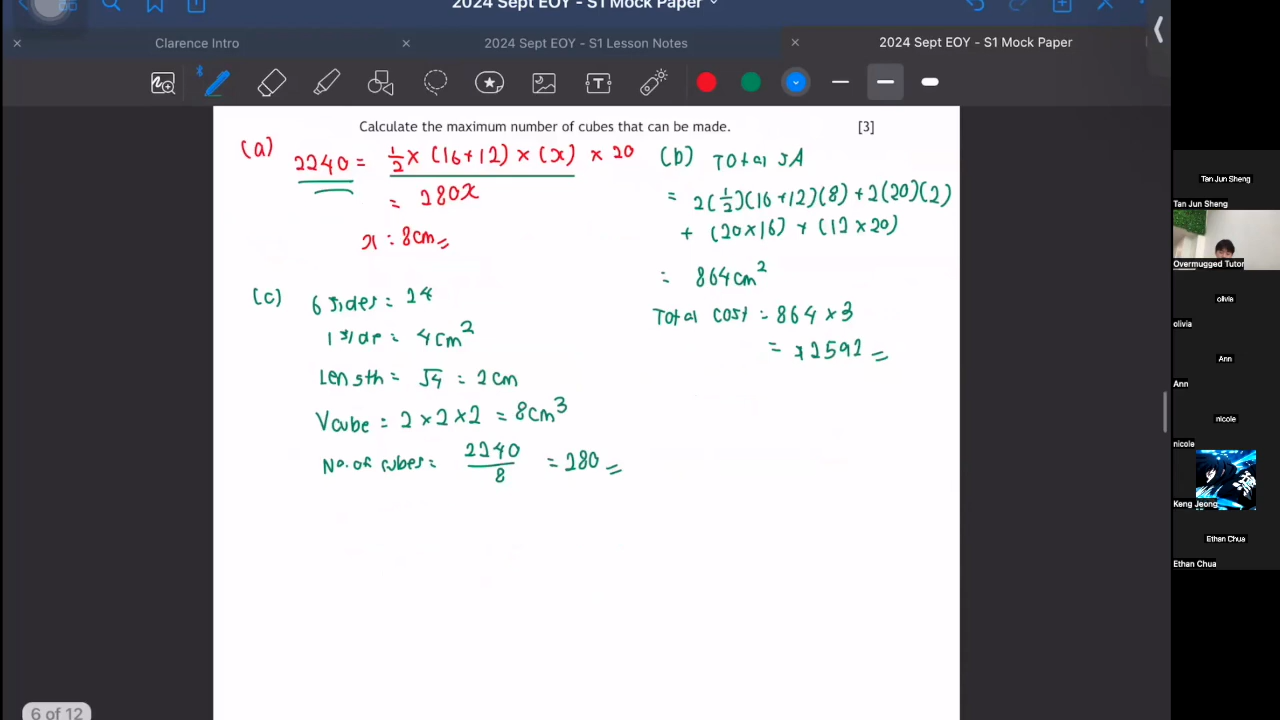 2024 Sept EOY - S1 Mock Paper
Clarence Intro
2024 Sept EOY - S1 Lesson Notes
2024 Sept EOY - S1 Mock Paper
Calculate the maximum number of cubes that can be made. [3]
(a) 2240 = 1/2 × (16+12) × (x) × 20
= 280x
x = 8cm
(b) Total SA
= 2(1/2)(16+12)(8) + 2(20)(2)
+ (20×16) + (12×20)
= 864cm²
Total cost = 864 × 3
= 2592
(c) 6 sides = 24
1 side = 4cm²
Length = √4 = 2cm
Vcube = 2 × 2 × 2 = 8cm³
No. of cubes = 2240/8 = 280
6 of 12
Tan Jun Sheng
Tan Jun Sheng
Overmugged Tutor
olivia
olivia
Ann
Ann
nicole
nicole
Keng Jeong
Ethan Chua
Ethan Chua